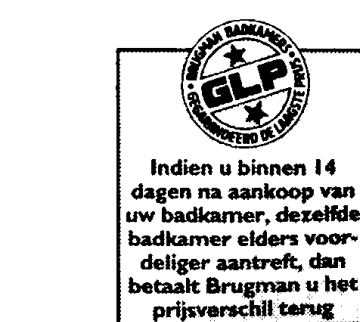 BRUGMAN BADKAMERS
GLP
GEGARANDEERD DE LAAGSTE PRIJS
Indien u binnen 14
dagen na aankoop van
uw badkamer, dezelfde
badkamer elders voor-
deliger aantreft, dan
betaalt Brugman u het
prijsverschil terug